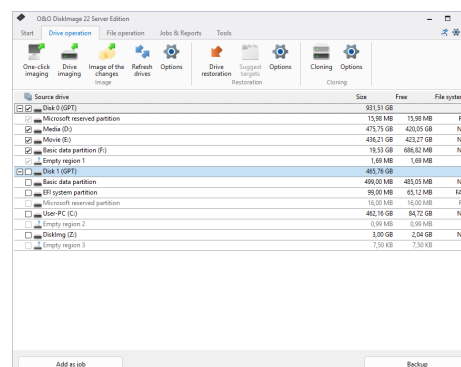 O&O DiskImage 22 Server Edition
Start Drive operation File operation Jobs & Reports Tools
One-click imaging Drive imaging Image of the changes Refresh drives Options Drive restoration Suggest targets Options Cloning Options
Image Restoration Cloning
Source drive Size Free File system
Disk 0 (GPT) 931,51 GB
Microsoft reserved partition 15,98 MB 15,98 MB
Media (D:) 475,75 GB 420,05 GB N
Movie (E:) 436,21 GB 423,27 GB N
Basic data partition (F:) 19,53 GB 686,82 MB N
Empty region 1 1,69 MB 1,69 MB
Disk 1 (GPT) 465,76 GB
Basic data partition 499,00 MB 485,05 MB N
EFI system partition 99,00 MB 65,12 MB FA
Microsoft reserved partition 16,00 MB 16,00 MB
User-PC (C:) 462,16 GB 84,72 GB N
Empty region 2 0,99 MB 0,99 MB
DiskImg (Z:) 3,00 GB 2,04 GB N
Empty region 3 7,50 KB 7,50 KB
Add as job Backup